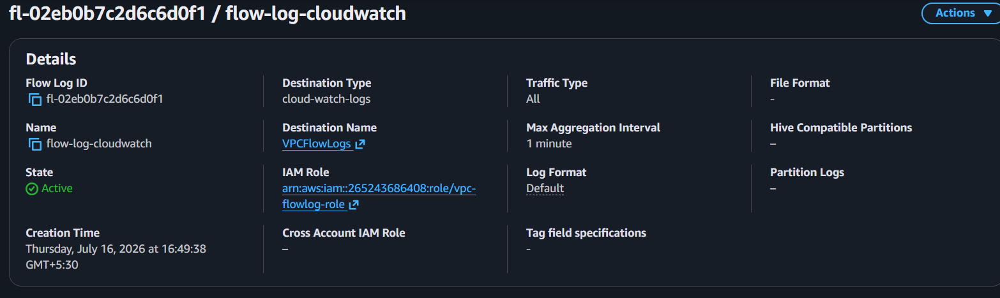 fl-02eb0b7c2d6c6d0f1 / flow-log-cloudwatch
Actions
Details
Flow Log ID
fl-02eb0b7c2d6c6d0f1
Destination Type
cloud-watch-logs
Traffic Type
All
File Format
-
Name
flow-log-cloudwatch
Destination Name
VPCFlowLogs
Max Aggregation Interval
1 minute
Hive Compatible Partitions
–
State
Active
IAM Role
arn:aws:iam::265243686408:role/vpc-
flowlog-role
Log Format
Default
Partition Logs
–
Creation Time
Thursday, July 16, 2026 at 16:49:38
GMT+5:30
Cross Account IAM Role
–
Tag field specifications
-